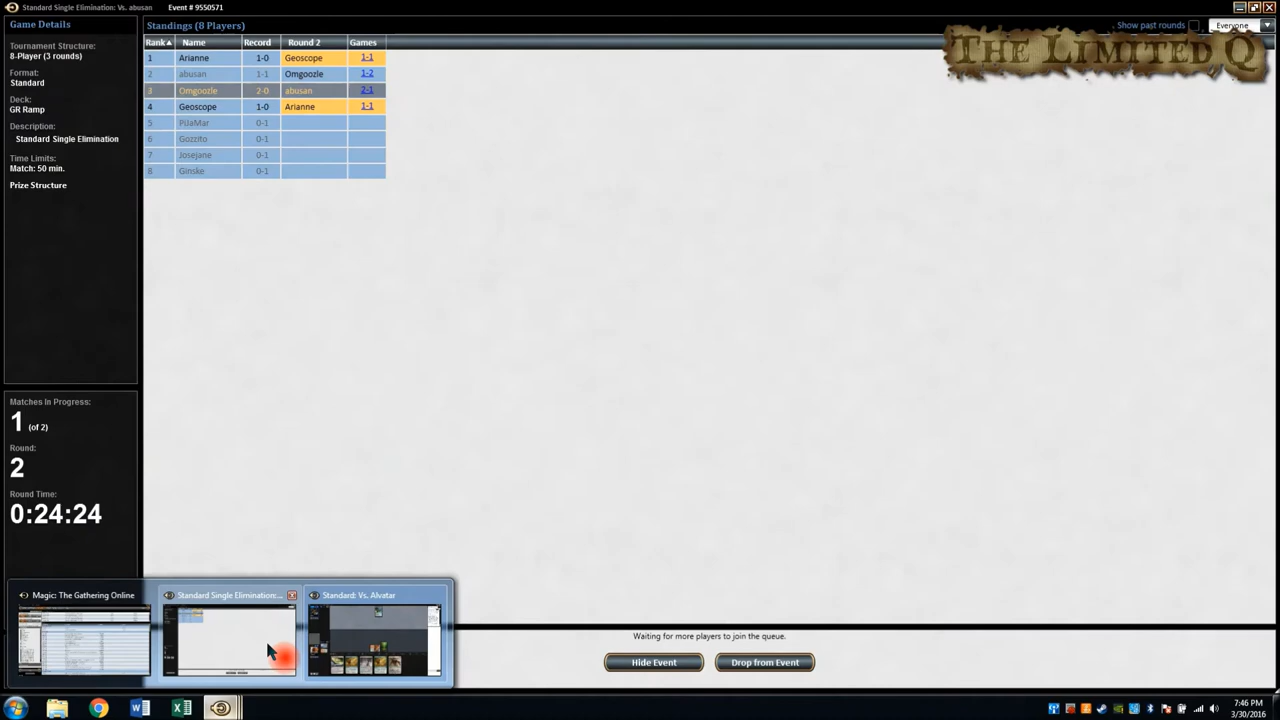 Standard Single Elimination: Vs. abusan Event # 9550571
Game Details
Tournament Structure:
8-Player (3 rounds)
Format:
Standard
Deck:
GR Ramp
Description:
Standard Single Elimination
Time Limits:
Match: 50 min.
Prize Structure
Matches In Progress:
1 (of 2)
Round:
2
Round Time:
0:24:24
Standings (8 Players)
Show past rounds Everyone
THE LIMITED Q
Rank Name Record Round 2 Games
1 Arianne 1-0 Geoscope 1-1
2 abusan 1-1 Omgoozle 1-2
3 Omgoozle 2-0 abusan 2-1
4 Geoscope 1-0 Arianne 1-1
5 PiJaMar 0-1
6 Gozzito 0-1
7 Josejane 0-1
8 Ginske 0-1
Magic: The Gathering Online
Standard Single Elimination:...
Standard: Vs. Alvatar
Waiting for more players to join the queue.
Hide Event Drop from Event
7:46 PM
3/30/2016